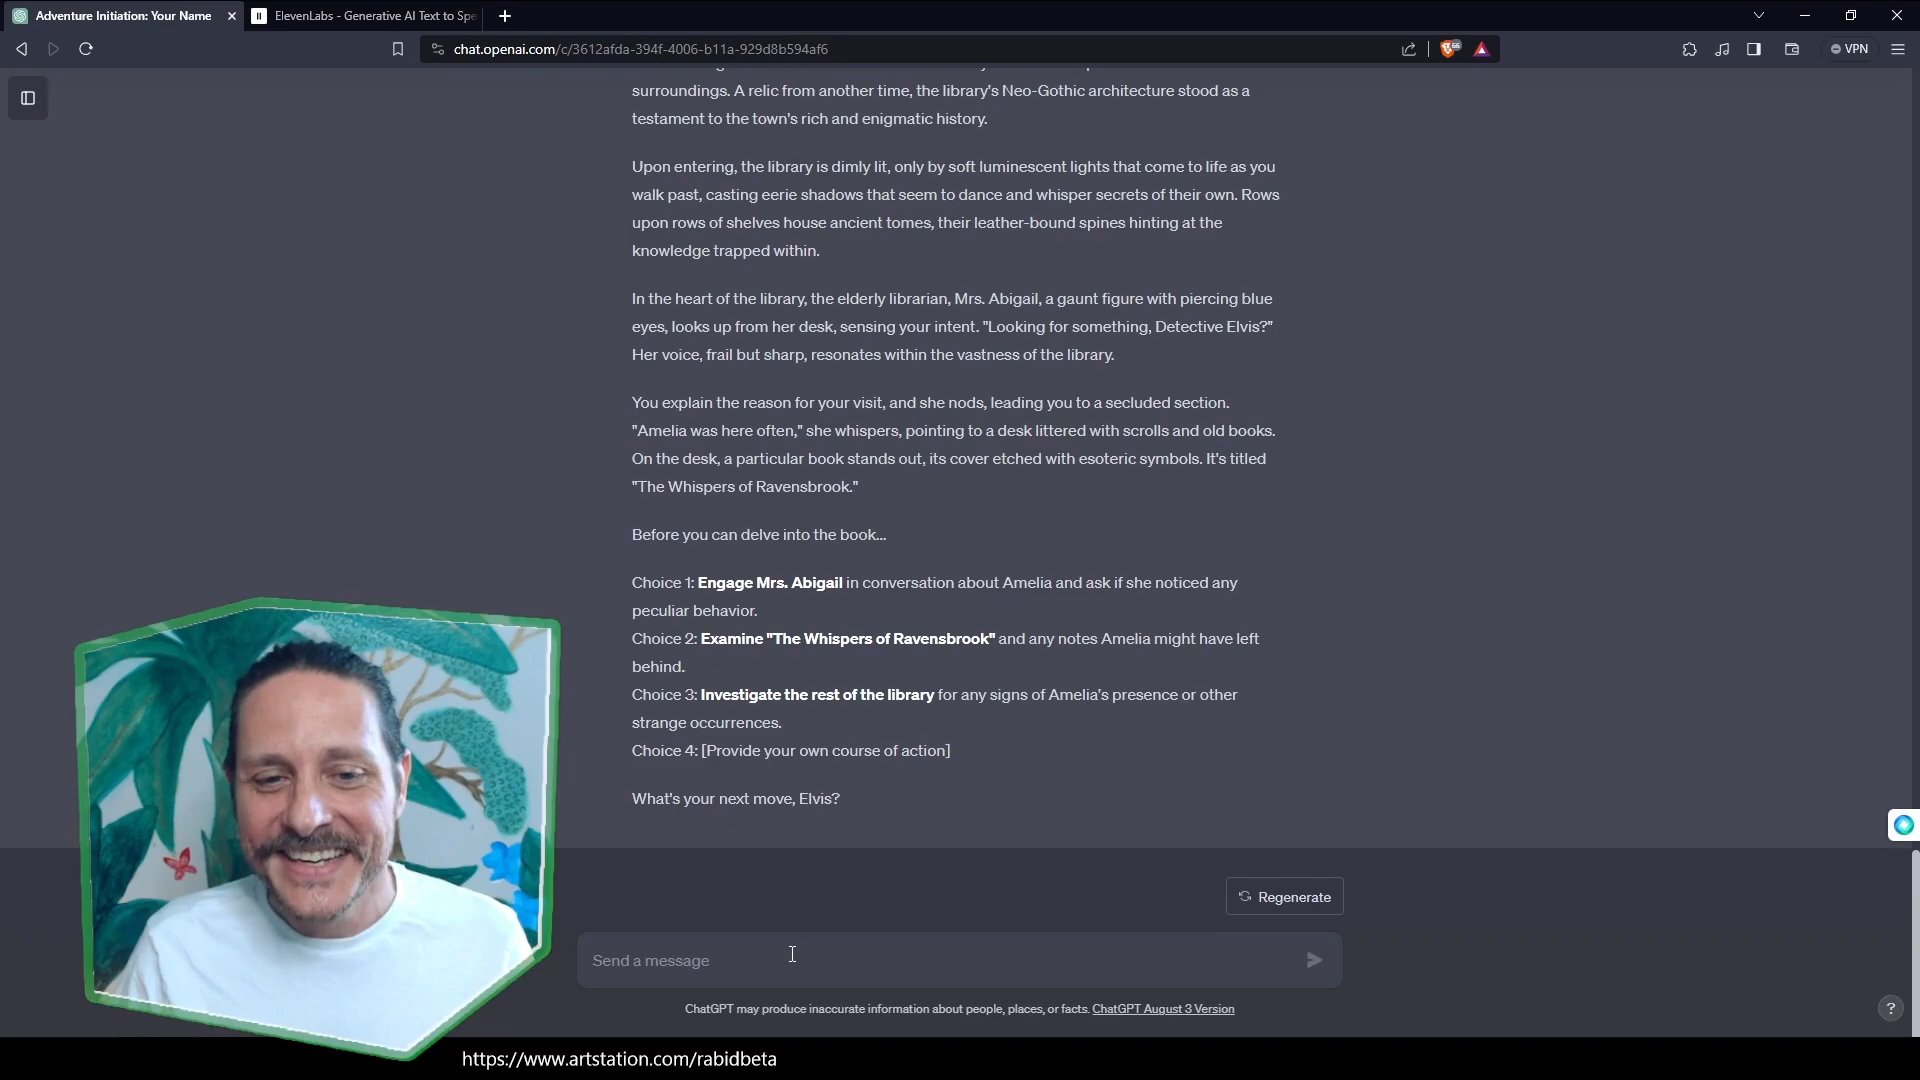 Adventure Initiation: Your Name
ElevenLabs - Generative AI Text to Spe
chat.openai.com/c/3612afda-394f-4006-b11a-929d8b594af6
66
VPN
surroundings. A relic from another time, the library's Neo-Gothic architecture stood as a
testament to the town's rich and enigmatic history.
Upon entering, the library is dimly lit, only by soft luminescent lights that come to life as you
walk past, casting eerie shadows that seem to dance and whisper secrets of their own. Rows
upon rows of shelves house ancient tomes, their leather-bound spines hinting at the
knowledge trapped within.
In the heart of the library, the elderly librarian, Mrs. Abigail, a gaunt figure with piercing blue
eyes, looks up from her desk, sensing your intent. "Looking for something, Detective Elvis?"
Her voice, frail but sharp, resonates within the vastness of the library.
You explain the reason for your visit, and she nods, leading you to a secluded section.
"Amelia was here often," she whispers, pointing to a desk littered with scrolls and old books.
On the desk, a particular book stands out, its cover etched with esoteric symbols. It's titled
"The Whispers of Ravensbrook."
Before you can delve into the book...
Choice 1: Engage Mrs. Abigail in conversation about Amelia and ask if she noticed any
peculiar behavior.
Choice 2: Examine "The Whispers of Ravensbrook" and any notes Amelia might have left
behind.
Choice 3: Investigate the rest of the library for any signs of Amelia's presence or other
strange occurrences.
Choice 4: [Provide your own course of action]
What's your next move, Elvis?
Regenerate
Send a message
ChatGPT may produce inaccurate information about people, places, or facts. ChatGPT August 3 Version
?
https://www.artstation.com/rabidbeta